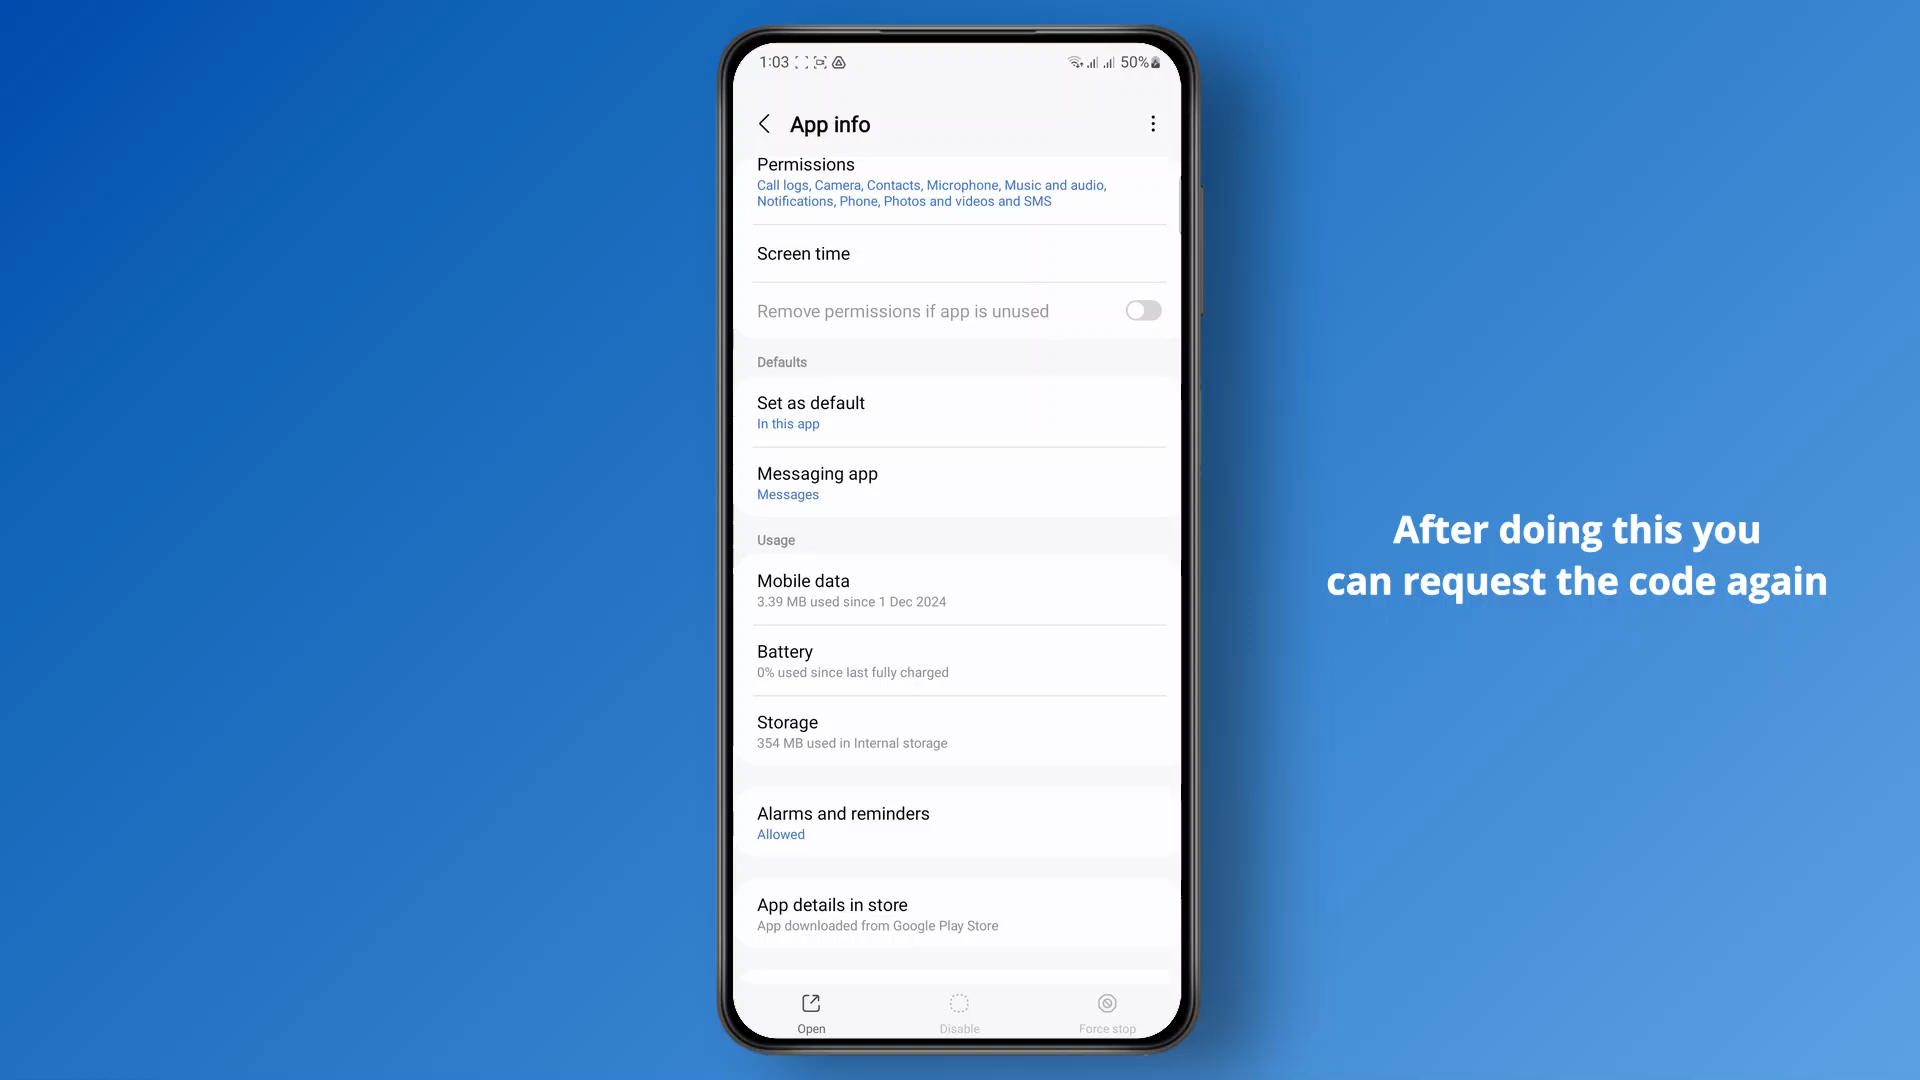 1:03
50%
App info
Permissions
Call logs, Camera, Contacts, Microphone, Music and audio,
Notifications, Phone, Photos and videos and SMS
Screen time
Remove permissions if app is unused
Defaults
Set as default
In this app
Messaging app
Messages
Usage
Mobile data
3.39 MB used since 1 Dec 2024
Battery
0% used since last fully charged
Storage
354 MB used in Internal storage
Alarms and reminders
Allowed
App details in store
App downloaded from Google Play Store
Open
Disable
Force stop
After doing this you
can request the code again